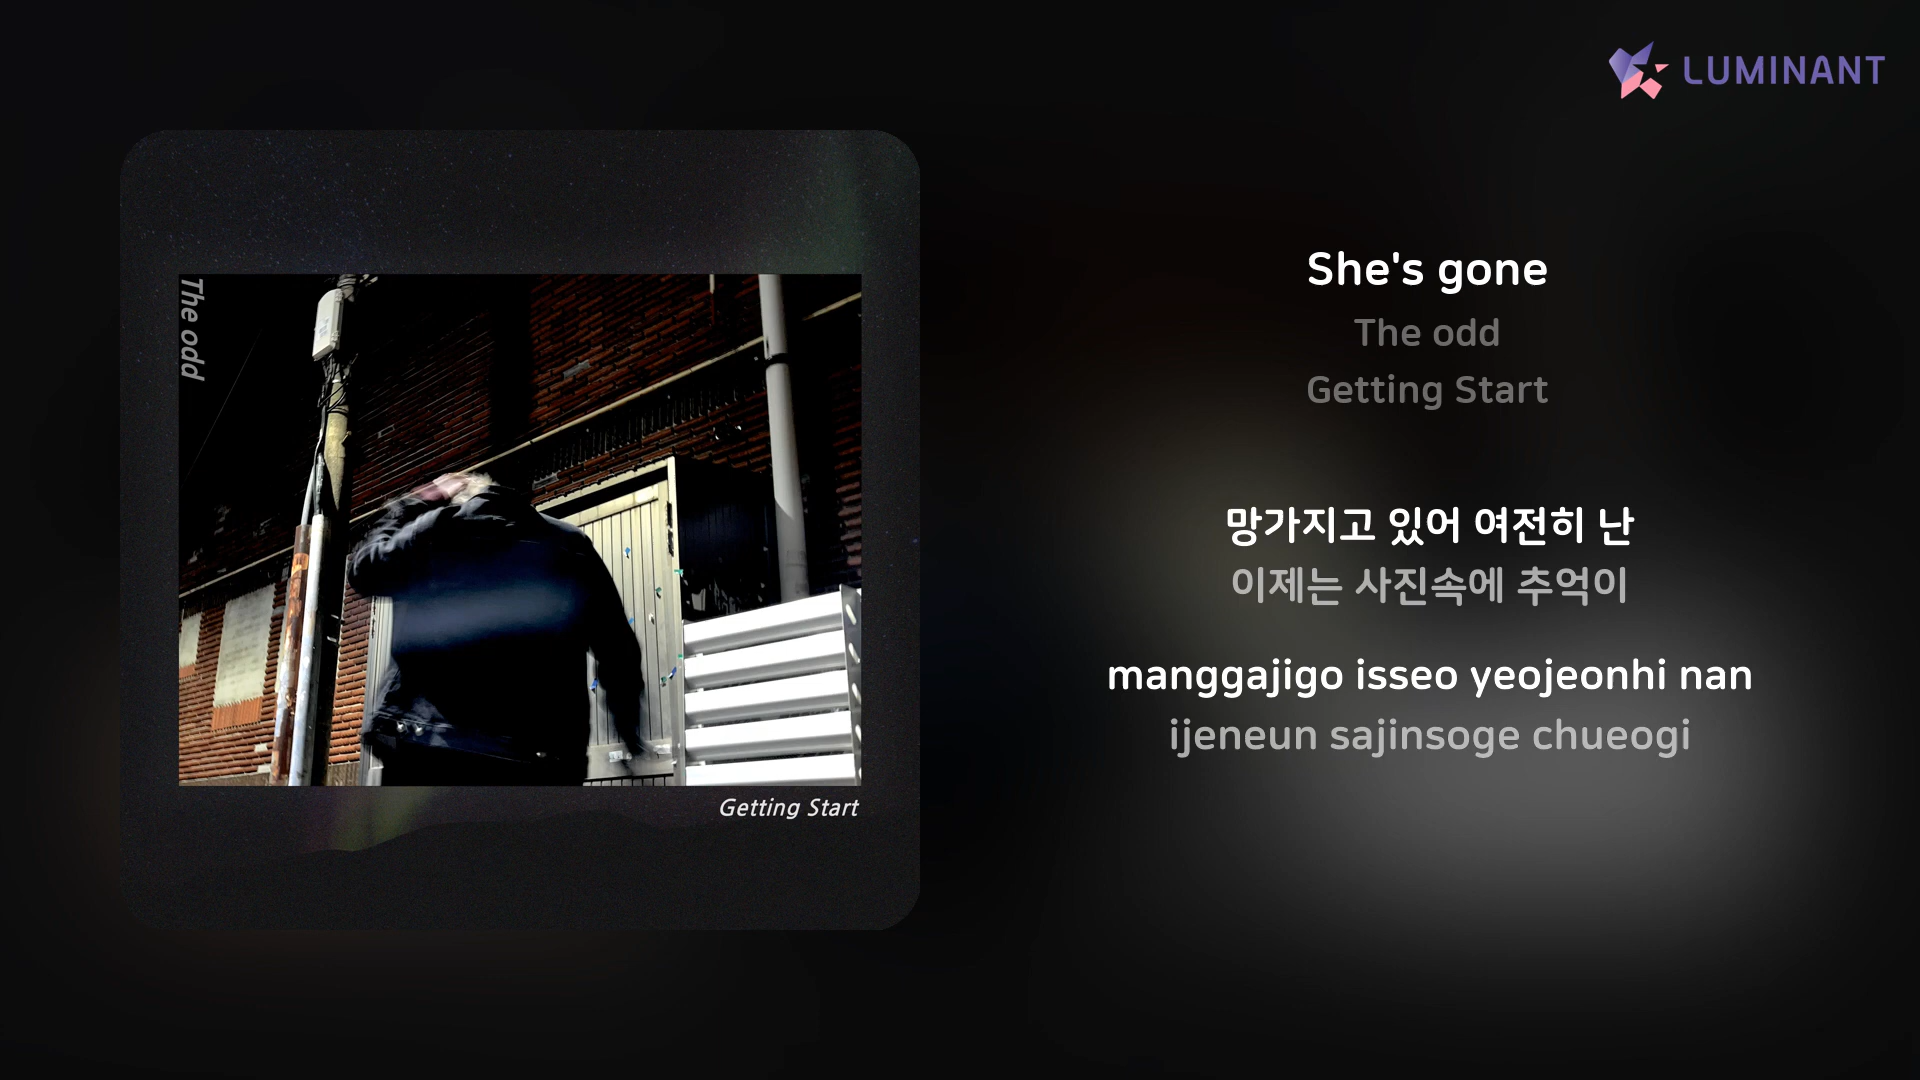 LUMINANT
The odd
Getting Start
She's gone
The odd
Getting Start
망가지고 있어 여전히 난
이제는 사진속에 추억이
manggajigo isseo yeojeonhi nan
ijeneun sajinsoge chueogi